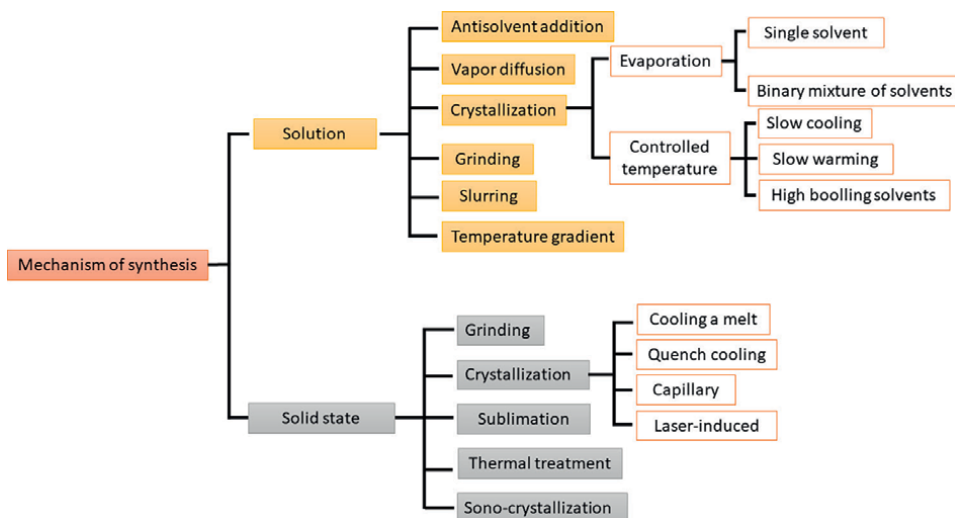 Mechanism of synthesis
Solution
Antisolvent addition
Vapor diffusion
Crystallization
Evaporation
Single solvent
Binary mixture of solvents
Controlled
temperature
Slow cooling
Slow warming
High boolling solvents
Grinding
Slurring
Temperature gradient
Solid state
Grinding
Crystallization
Cooling a melt
Quench cooling
Capillary
Laser-induced
Sublimation
Thermal treatment
Sono-crystallization